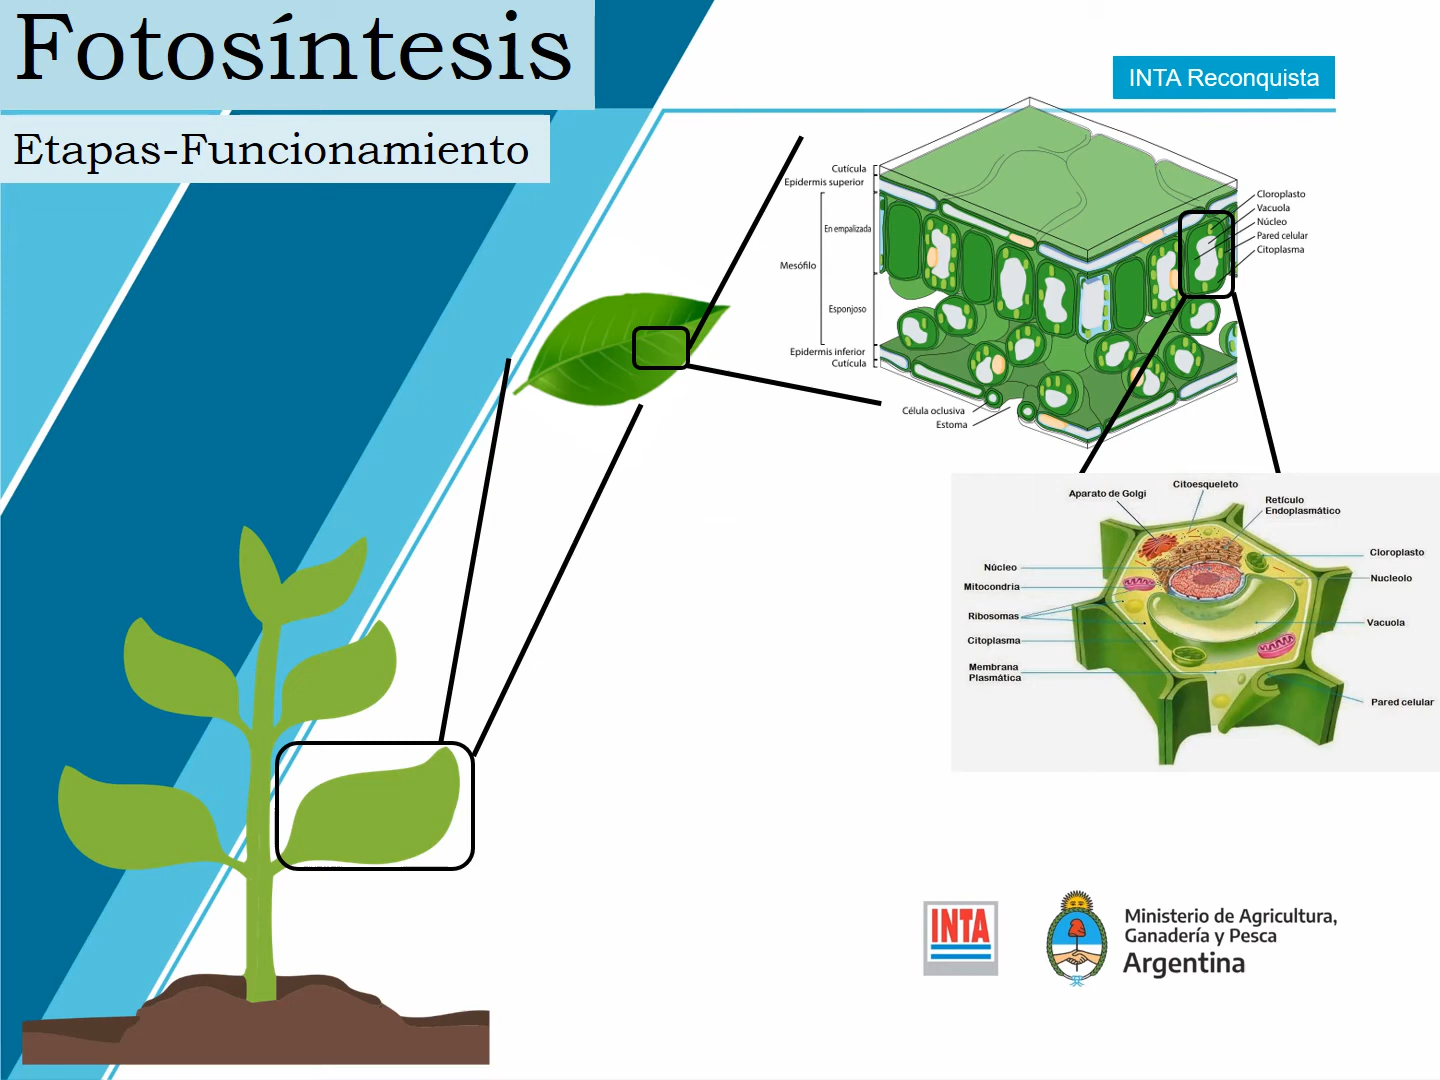 Fotosíntesis
Etapas-Funcionamiento
INTA Reconquista
Cutícula
Epidermis superior
En empalizada
Mesófilo
Esponjoso
Epidermis inferior
Cutícula
Célula oclusiva
Estoma
Cloroplasto
Vacuola
Núcleo
Pared celular
Citoplasma
Citoesqueleto
Aparato de Golgi
Retículo
Endoplasmático
Núcleo
Mitocondria
Ribosomas
Citoplasma
Membrana
Plasmática
Cloroplasto
Nucleolo
Vacuola
Pared celular
INTA
Ministerio de Agricultura,
Ganadería y Pesca
Argentina